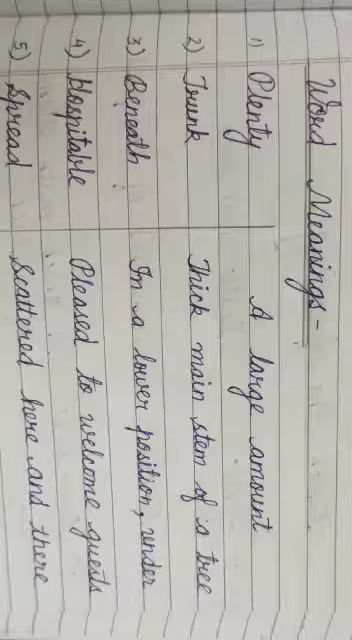 Word Meanings -
1) Plenty A large amount
2) Trunk Thick main stem of a tree
3) Beneath In a lower position, under
4) Hospitable Pleased to welcome guests
5) Spread Scattered here and there